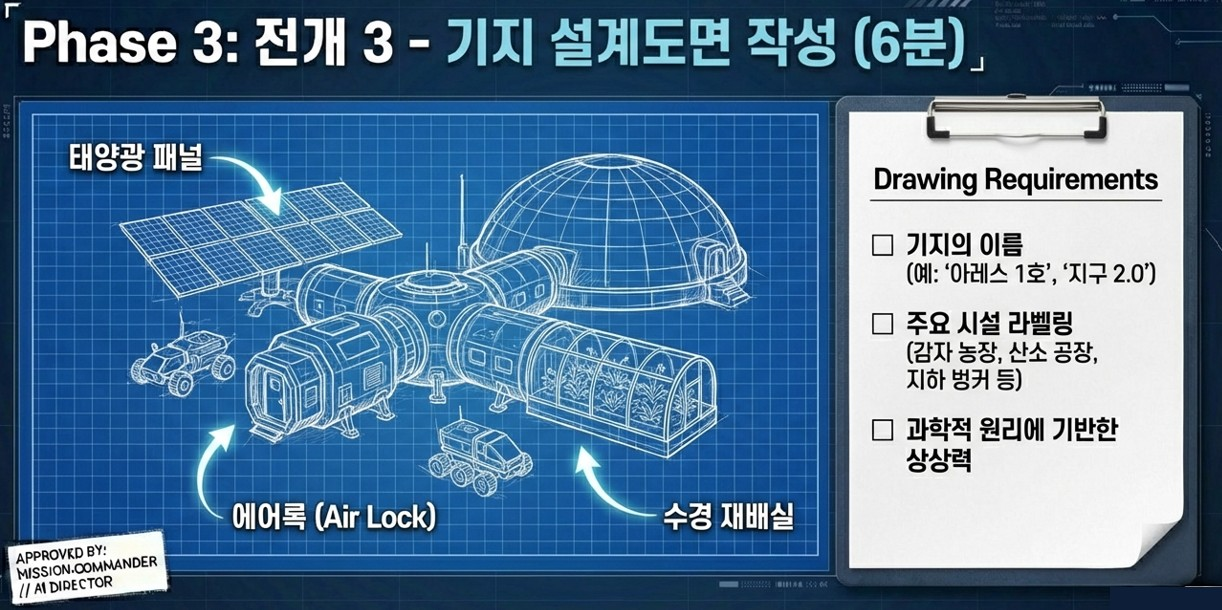 Phase 3: 전개 3 - 기지 설계도면 작성 (6분)
태양광 패널
에어록 (Air Lock)
수경 재배실
APPROVKD BY:
MISSION.COMMANDER
// AI DIRECTOR
Drawing Requirements
☐ 기지의 이름
(예: ‘아레스 1호’, ‘지구 2.0’)
☐ 주요 시설 라벨링
(감자 농장, 산소 공장,
지하 벙커 등)
☐ 과학적 원리에 기반한
상상력